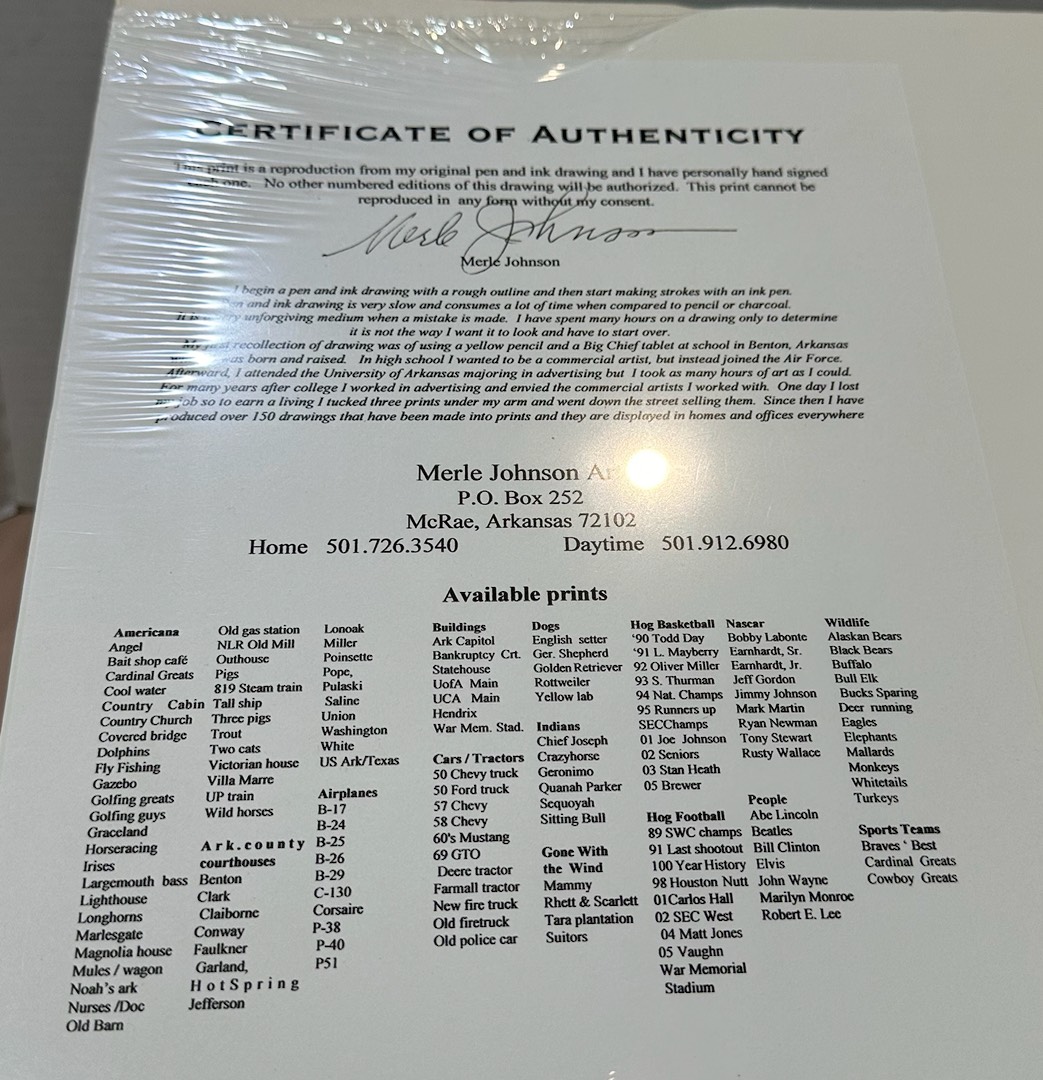 CERTIFICATE OF AUTHENTICITY
This print is a reproduction from my original pen and ink drawing and I have personally hand signed
each one. No other numbered editions of this drawing will be authorized. This print cannot be
reproduced in any form without my consent.
Merle Johnson
Merle Johnson
I begin a pen and ink drawing with a rough outline and then start making strokes with an ink pen.
and ink drawing is very slow and consumes a lot of time when compared to pencil or charcoal.
It is unforgiving medium when a mistake is made. I have spent many hours on a drawing only to determine
it is not the way I want it to look and have to start over.
My recollection of drawing was of using a yellow pencil and a Big Chief tablet at school in Benton, Arkansas
was born and raised. In high school I wanted to be a commercial artist, but instead joined the Air Force.
Afterward, I attended the University of Arkansas majoring in advertising but I took as many hours of art as I could.
For many years after college I worked in advertising and envied the commercial artists I worked with. One day I lost
my job so to earn a living I tucked three prints under my arm and went down the street selling them. Since then I have
produced over 150 drawings that have been made into prints and they are displayed in homes and offices everywhere
Merle Johnson
P.O. Box 252
McRae, Arkansas 72102
Home 501.726.3540 Daytime 501.912.6980
Available prints
Americana
Angel
Bait shop café
Cardinal Greats
Cool water
Country Cabin
Country Church
Covered bridge
Dolphins
Fly Fishing
Gazebo
Golfing greats
Golfing guys
Graceland
Horseracing
Irises
Largemouth bass
Lighthouse
Longhorns
Marlesgate
Magnolia house
Mules / wagon
Noah's ark
Nurses /Doc
Old Barn
Old gas station
NLR Old Mill
Outhouse
Pigs
819 Steam train
Tall ship
Three pigs
Trout
Two cats
Victorian house
Villa Marre
UP train
Wild horses
Ark.county
courthouses
Benton
Clark
Claiborne
Conway
Faulkner
Garland,
HotSpring
Jefferson
Lonoak
Miller
Poinsette
Pope,
Pulaski
Saline
Union
Washington
White
US Ark/Texas
Airplanes
B-17
B-24
B-25
B-26
B-29
C-130
Corsaire
P-38
P-40
P51
Buildings
Ark Capitol
Bankruptcy Crt.
Statehouse
UofA Main
UCA Main
Hendrix
War Mem. Stad.
Cars / Tractors
50 Chevy truck
50 Ford truck
57 Chevy
58 Chevy
60's Mustang
69 GTO
Deere tractor
Farmall tractor
New fire truck
Old firetruck
Old police car
Dogs
English setter
Ger. Shepherd
Golden Retriever
Rottweiler
Yellow lab
Indians
Chief Joseph
Crazyhorse
Geronimo
Quanah Parker
Sequoyah
Sitting Bull
Gone With
the Wind
Mammy
Rhett & Scarlett
Tara plantation
Suitors
Hog Basketball
'90 Todd Day
'91 L. Mayberry
92 Oliver Miller
93 S. Thurman
94 Nat. Champs
95 Runners up
SECChamps
01 Joe Johnson
02 Seniors
03 Stan Heath
05 Brewer
Hog Football
89 SWC champs
91 Last shootout
100 Year History
98 Houston Nutt
01Carlos Hall
02 SEC West
04 Matt Jones
05 Vaughn
War Memorial
Stadium
Nascar
Bobby Labonte
Earnhardt, Sr.
Earnhardt, Jr.
Jeff Gordon
Jimmy Johnson
Mark Martin
Ryan Newman
Tony Stewart
Rusty Wallace
People
Abe Lincoln
Beatles
Bill Clinton
Elvis
John Wayne
Marilyn Monroe
Robert E. Lee
Wildlife
Alaskan Bears
Black Bears
Buffalo
Bull Elk
Bucks Sparing
Deer running
Eagles
Elephants
Mallards
Monkeys
Whitetails
Turkeys
Sports Teams
Braves ' Best
Cardinal Greats
Cowboy Greats